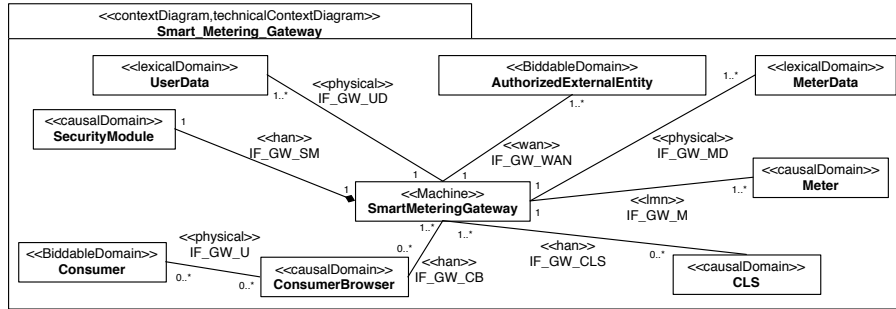 <<contextDiagram,technicalContextDiagram>>
Smart_Metering_Gateway
<<lexicalDomain>>
UserData
1..*
<<physical>>
IF_GW_UD
<<BiddableDomain>>
AuthorizedExternalEntity
1..*
<<lexicalDomain>>
MeterData
1..*
<<causalDomain>>
SecurityModule
1
<<han>>
IF_GW_SM
<<wan>>
IF_GW_WAN
<<physical>>
IF_GW_MD
1
1
1
1
1
<<Machine>>
SmartMeteringGateway
<<lmn>>
IF_GW_M
<<causalDomain>>
Meter
1..*
<<BiddableDomain>>
Consumer
0..*
<<physical>>
IF_GW_U
0..*
<<causalDomain>>
ConsumerBrowser
0..*
1..*
1..*
<<han>>
IF_GW_CB
<<han>>
IF_GW_CLS
0..*
<<causalDomain>>
CLS